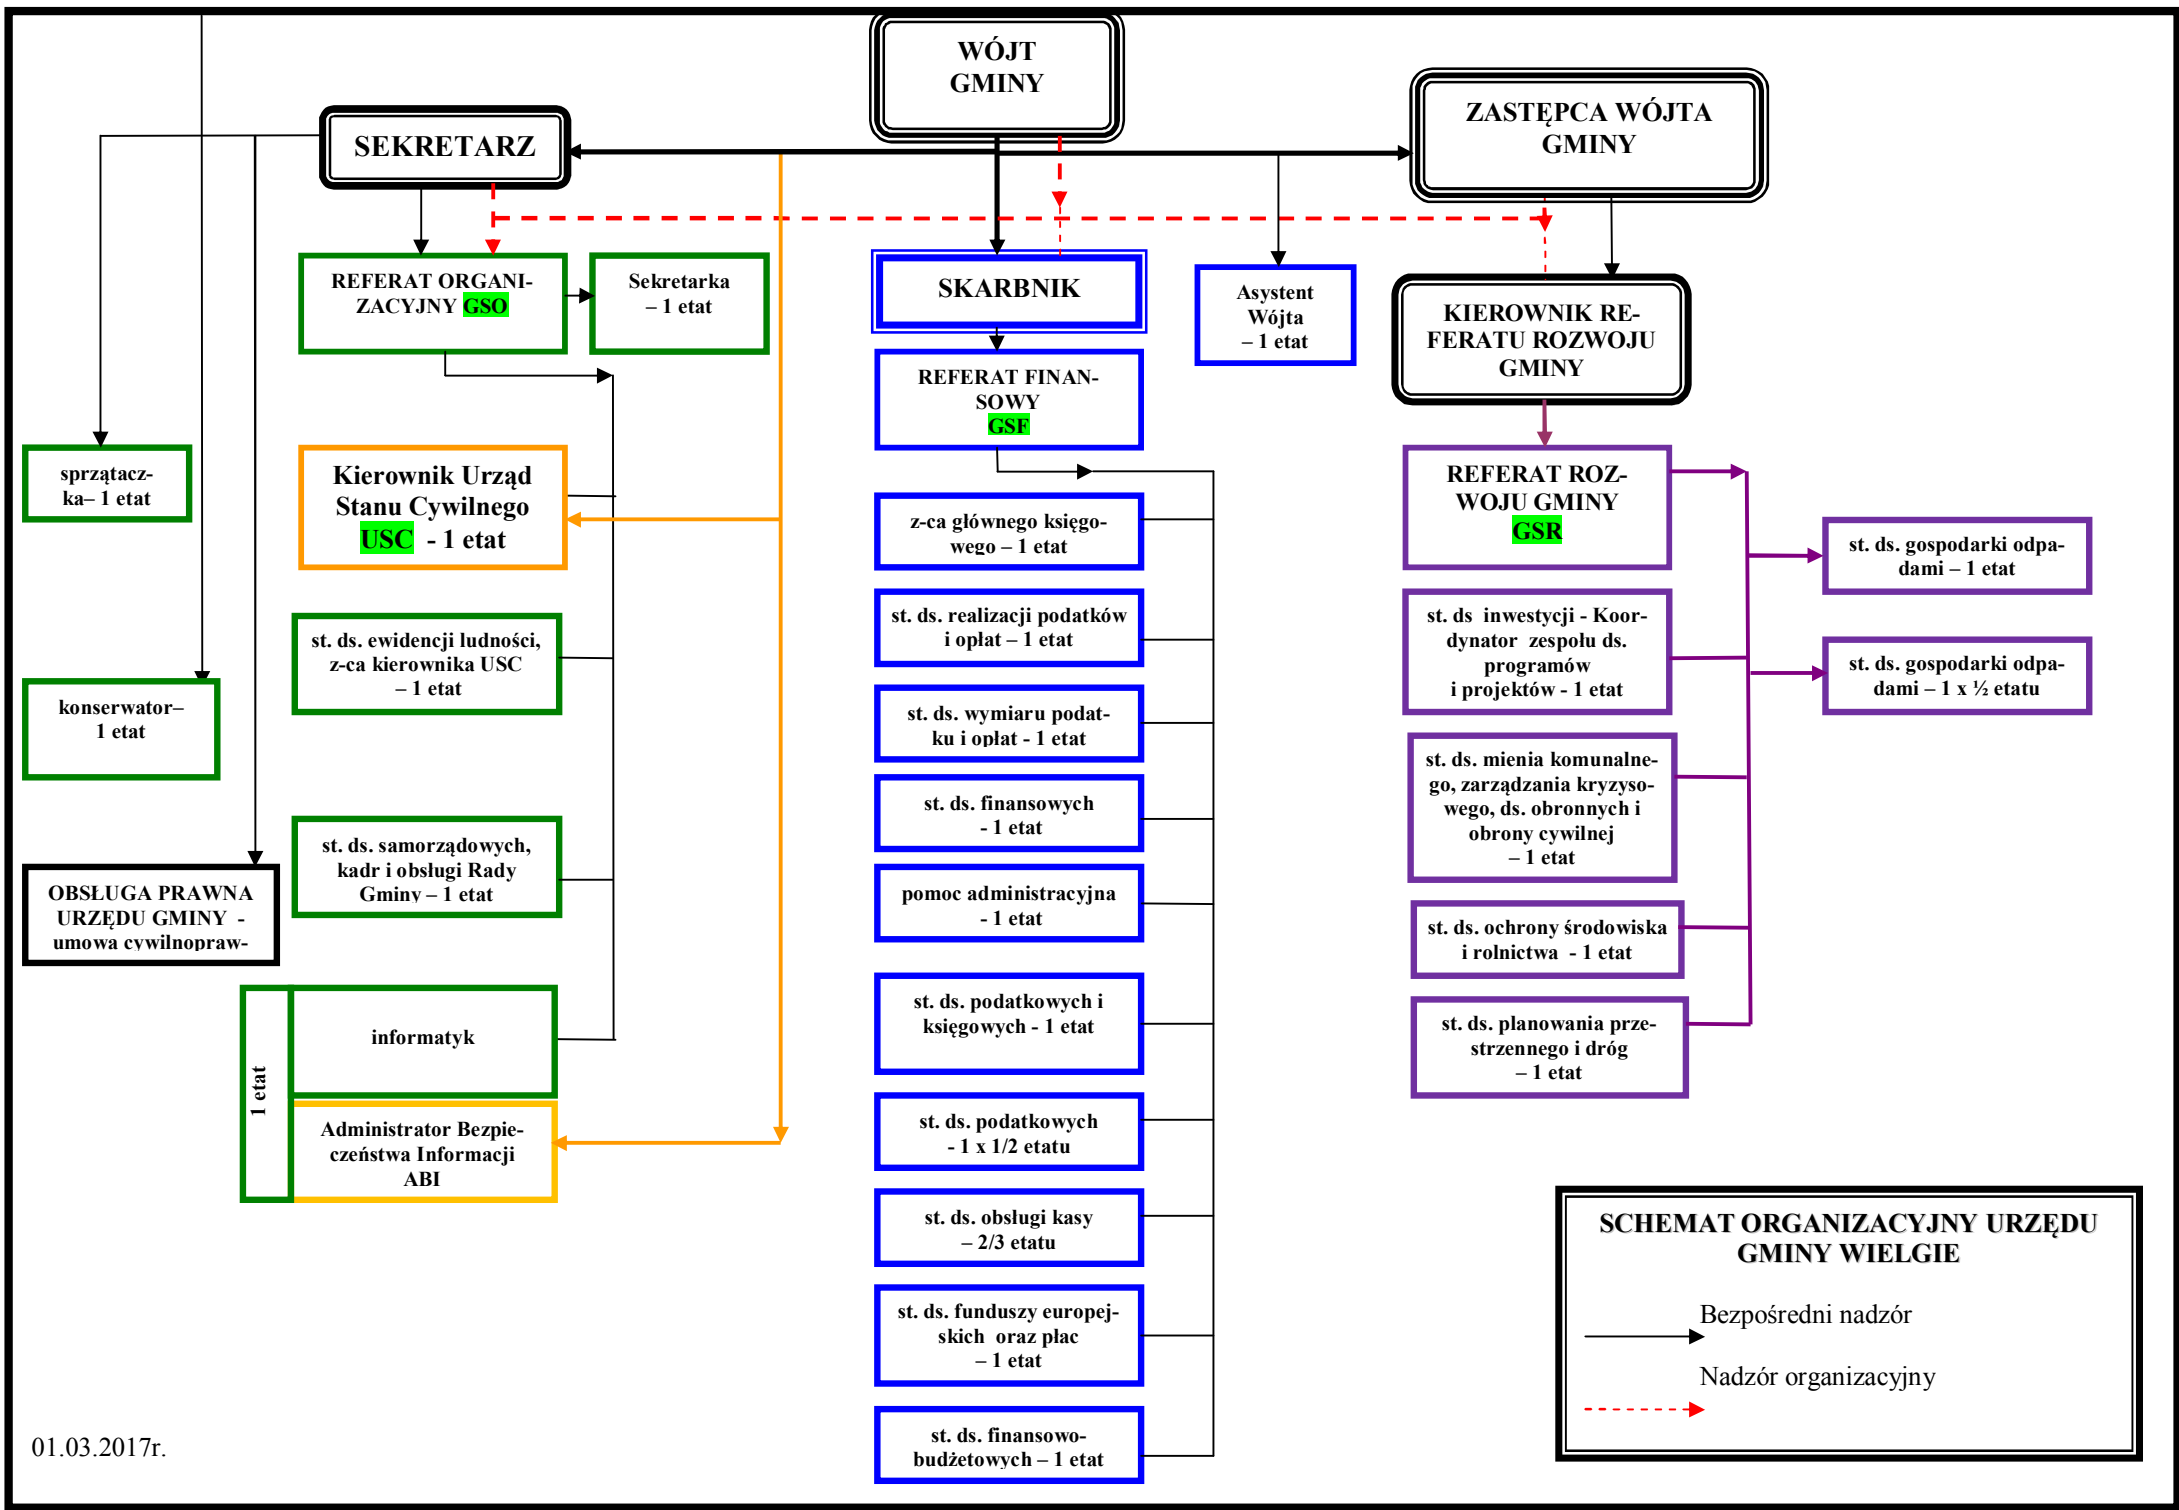 WÓJT
GMINY
ZASTĘPCA WÓJTA
GMINY
SEKRETARZ
REFERAT ORGANI-
ZACYJNY GSO
Sekretarka
– 1 etat
SKARBNIK
Asystent
Wójta
– 1 etat
KIEROWNIK RE-
FERATU ROZWOJU
GMINY
REFERAT FINAN-
SOWY
GSF
sprzątacz-
ka– 1 etat
Kierownik Urząd
Stanu Cywilnego
USC - 1 etat
REFERAT ROZ-
WOJU GMINY
GSR
z-ca głównego księgo-
wego – 1 etat
st. ds. gospodarki odpa-
dami – 1 etat
st. ds. ewidencji ludności,
z-ca kierownika USC
– 1 etat
st. ds. realizacji podatków
i opłat – 1 etat
st. ds inwestycji - Koor-
dynator zespołu ds.
programów
i projektów - 1 etat
st. ds. gospodarki odpa-
dami – 1 x ½ etatu
konserwator–
1 etat
st. ds. wymiaru podat-
ku i opłat - 1 etat
st. ds. mienia komunalne-
go, zarządzania kryzyso-
wego, ds. obronnych i
obrony cywilnej
– 1 etat
st. ds. finansowych
- 1 etat
st. ds. samorządowych,
kadr i obsługi Rady
Gminy – 1 etat
OBSŁUGA PRAWNA
URZĘDU GMINY -
umowa cywilnopraw-
pomoc administracyjna
- 1 etat
st. ds. ochrony środowiska
i rolnictwa - 1 etat
st. ds. podatkowych i
księgowych - 1 etat
st. ds. planowania prze-
strzennego i dróg
– 1 etat
1 etat
informatyk
Administrator Bezpie-
czeństwa Informacji
ABI
st. ds. podatkowych
- 1 x 1/2 etatu
st. ds. obsługi kasy
– 2/3 etatu
st. ds. funduszy europej-
skich oraz płac
– 1 etat
st. ds. finansowo-
budżetowych – 1 etat
SCHEMAT ORGANIZACYJNY URZĘDU
GMINY WIELGIE
Bezpośredni nadzór
Nadzór organizacyjny
01.03.2017r.